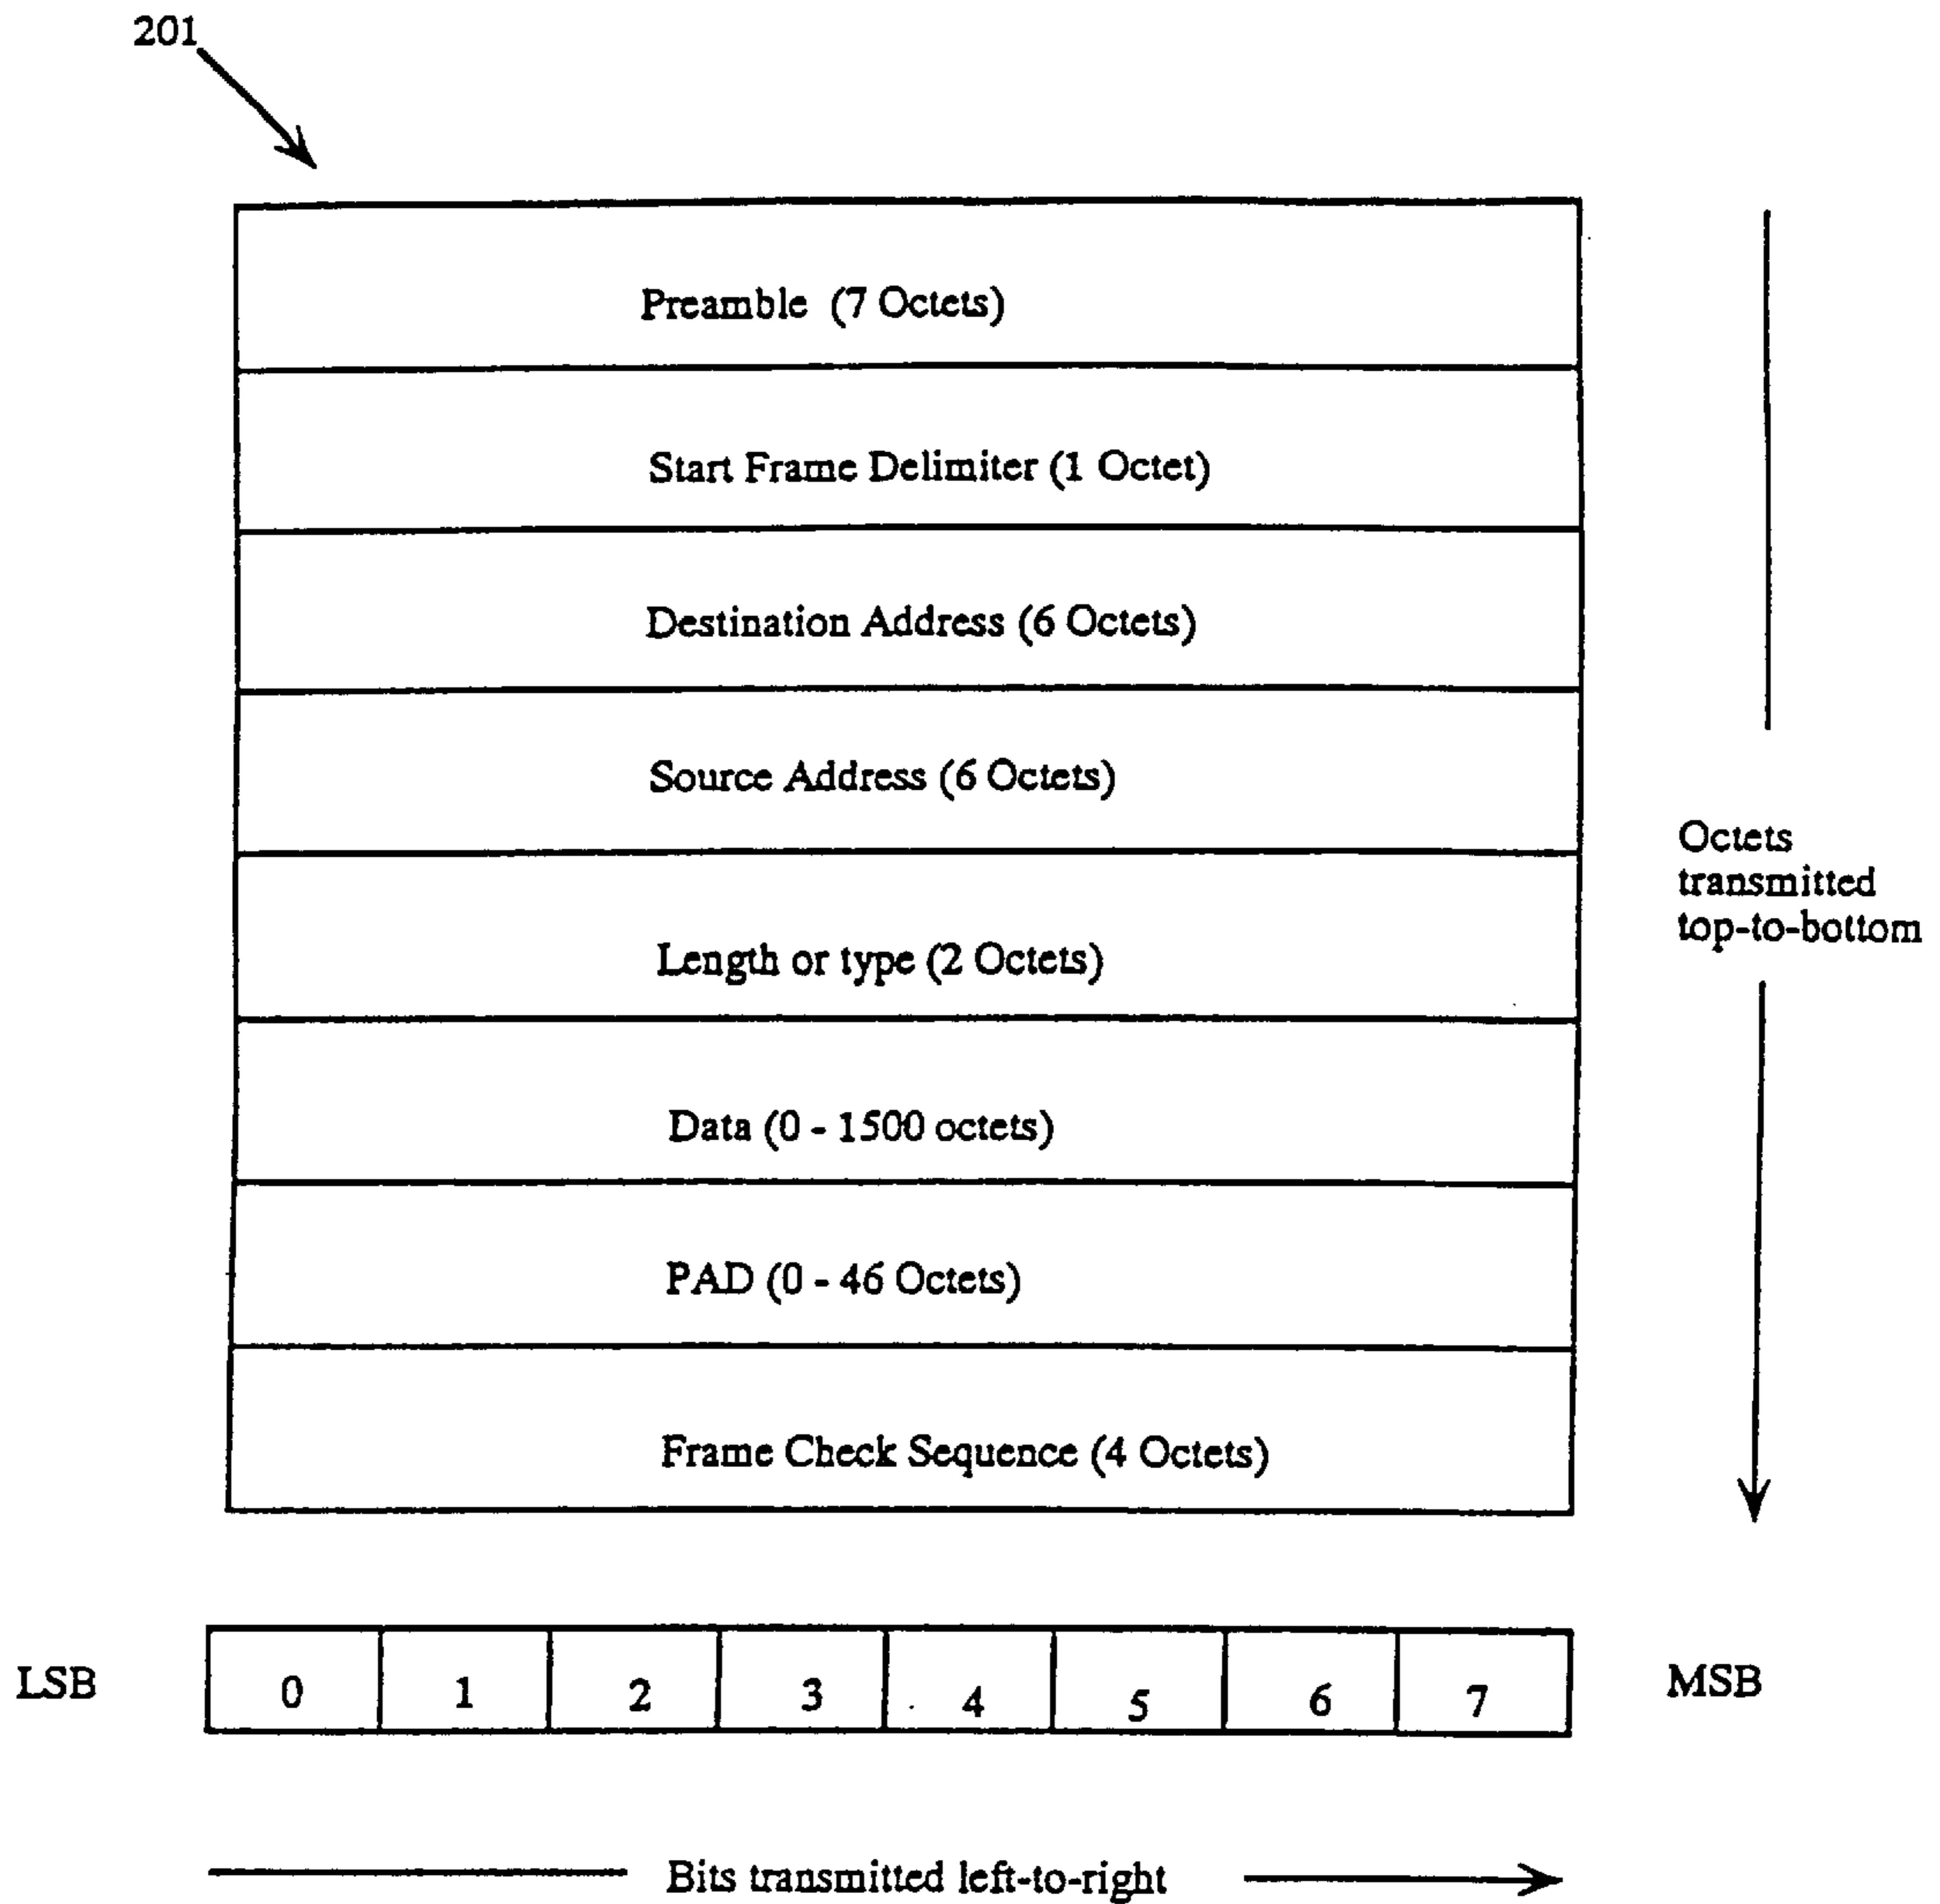 201
Preamble (7 Octets)
Start Frame Delimiter (1 Octet)
Destination Address (6 Octets)
Source Address (6 Octets)
Length or type (2 Octets)
Data (0 - 1500 octets)
PAD (0 - 46 Octets)
Frame Check Sequence (4 Octets)
Octets
transmitted
top-to-bottom
LSB 0 1 2 3 4 5 6 7 MSB
Bits transmitted left-to-right